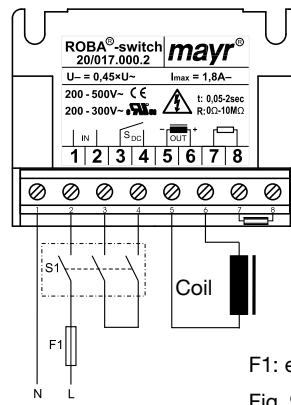 ROBA®-switch
20/017.000.2
mayr®
U– = 0,45×U~ Imax = 1,8A–
200 - 500V~ CE
200 - 300V~
t: 0,05-2sec
R: 0Ω-10MΩ
IN SDC – OUT +
1 2 3 4 5 6 7 8
1 2 3 4 5 6 7 8
S1
Coil
F1
N L
F1: e
Fig.